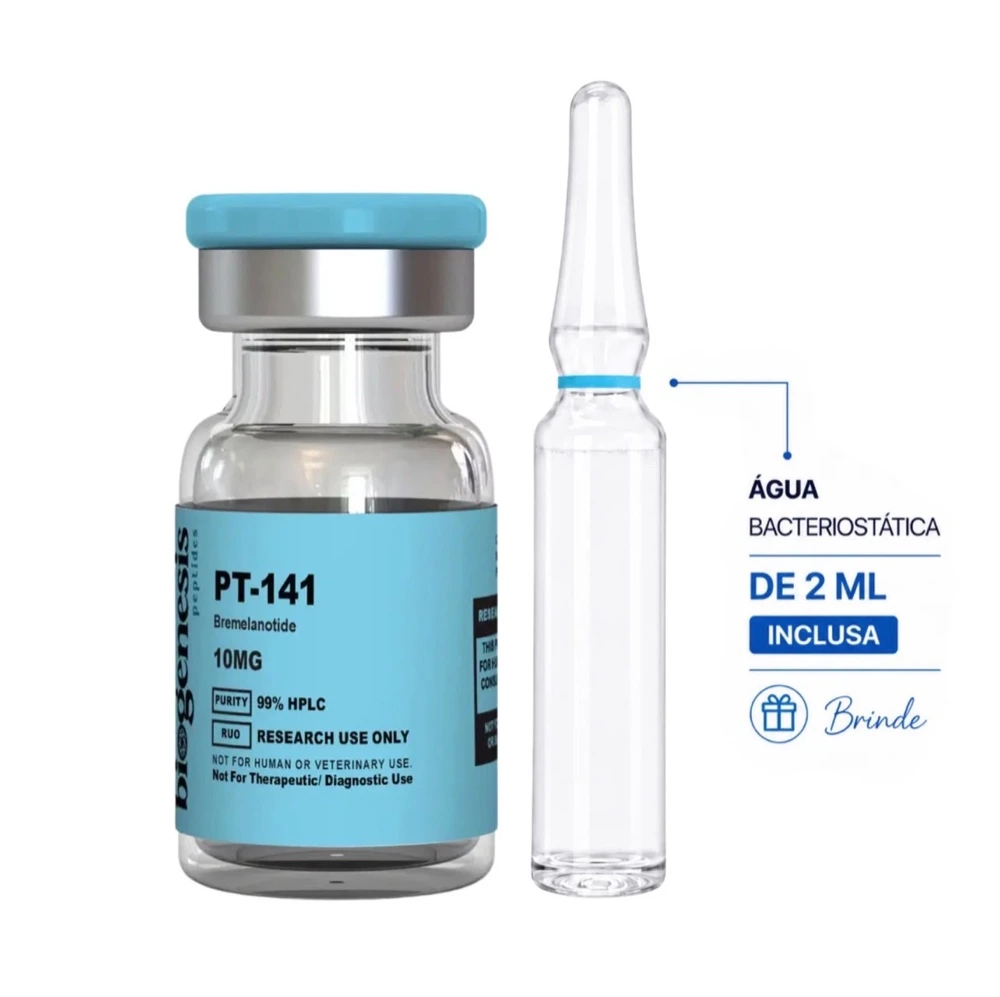 biogenesis
peptides
PT-141
Bremelanotide
10MG
PURITY 99% HPLC
RUO RESEARCH USE ONLY
NOT FOR HUMAN OR VETERINARY USE.
Not For Therapeutic/ Diagnostic Use
ÁGUA
BACTERIOSTÁTICA
DE 2 ML
INCLUSA
Brinde